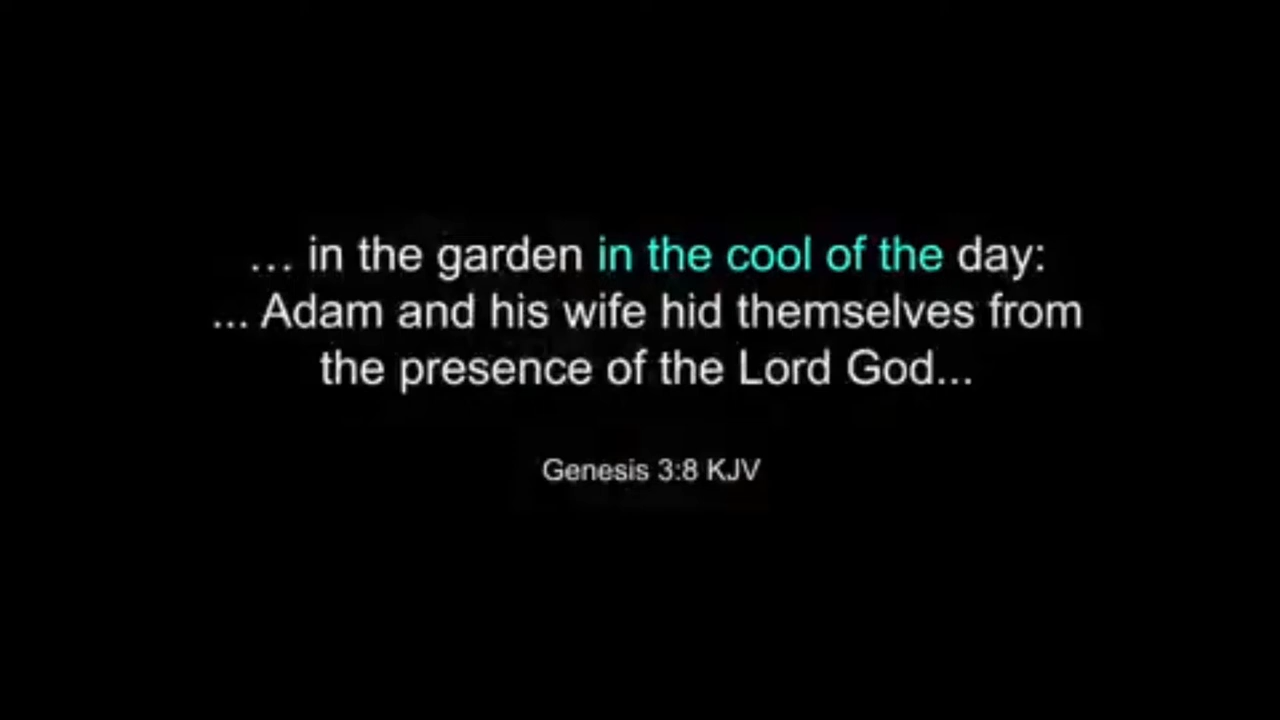 ... in the garden in the cool of the day:
... Adam and his wife hid themselves from
the presence of the Lord God...
Genesis 3:8 KJV